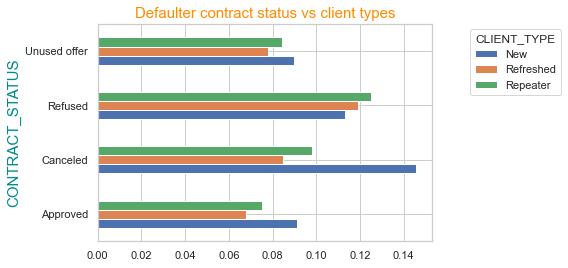 Defaulter contract status vs client types
CLIENT_TYPE
New
Refreshed
Repeater
CONTRACT_STATUS
Unused offer
Refused
Canceled
Approved
0.00 0.02 0.04 0.06 0.08 0.10 0.12 0.14